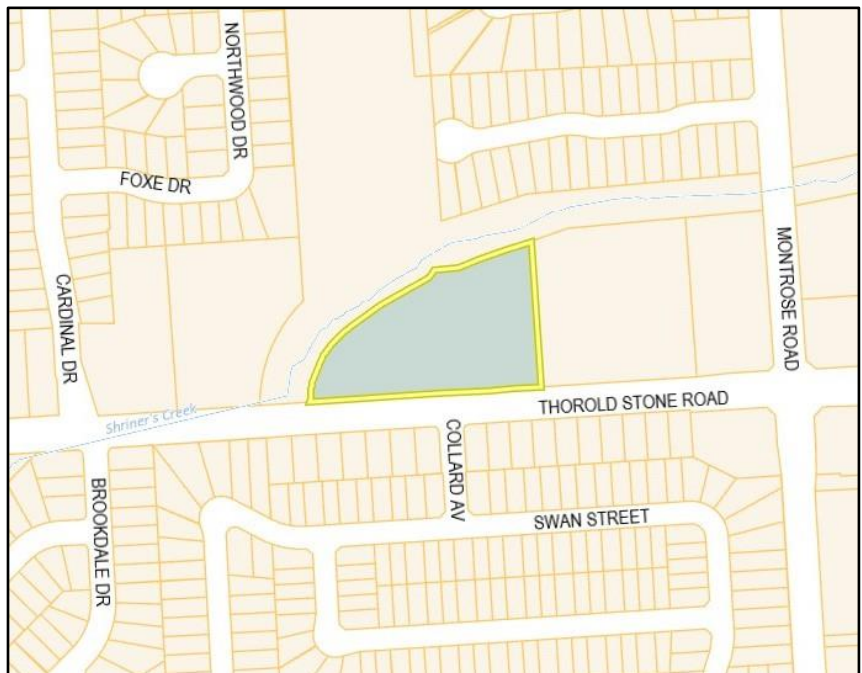 NORTHWOOD DR
FOXE DR
CARDINAL DR
MONTROSE ROAD
Shriner's Creek
THOROLD STONE ROAD
COLLARD AV
BROOKDALE DR
SWAN STREET